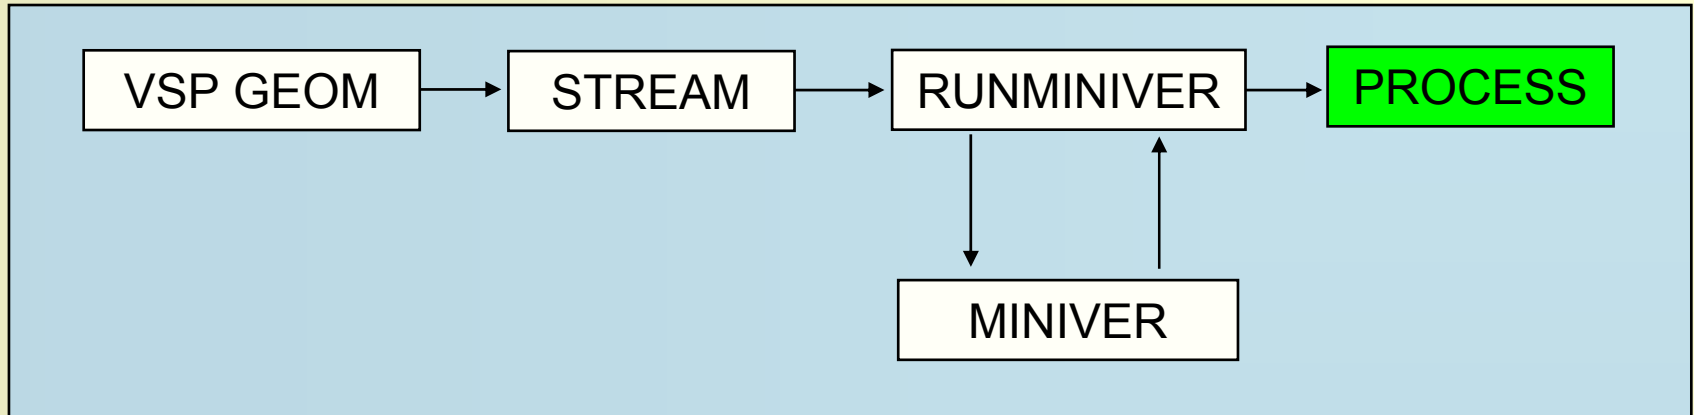 VSP GEOM
STREAM
RUNMINIVER
PROCESS
MINIVER